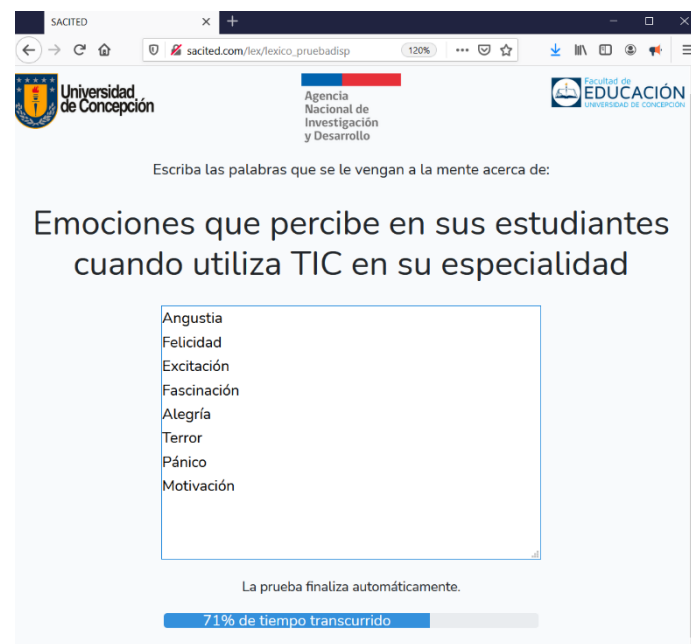 SACITED
sacited.com/lex/lexico_pruebadisp
120%
Universidad
de Concepción
Agencia
Nacional de
Investigación
y Desarrollo
Facultad de
EDUCACIÓN
UNIVERSIDAD DE CONCEPCIÓN
Escriba las palabras que se le vengan a la mente acerca de:
Emociones que percibe en sus estudiantes
cuando utiliza TIC en su especialidad
Angustia
Felicidad
Excitación
Fascinación
Alegría
Terror
Pánico
Motivación
La prueba finaliza automáticamente.
71% de tiempo transcurrido